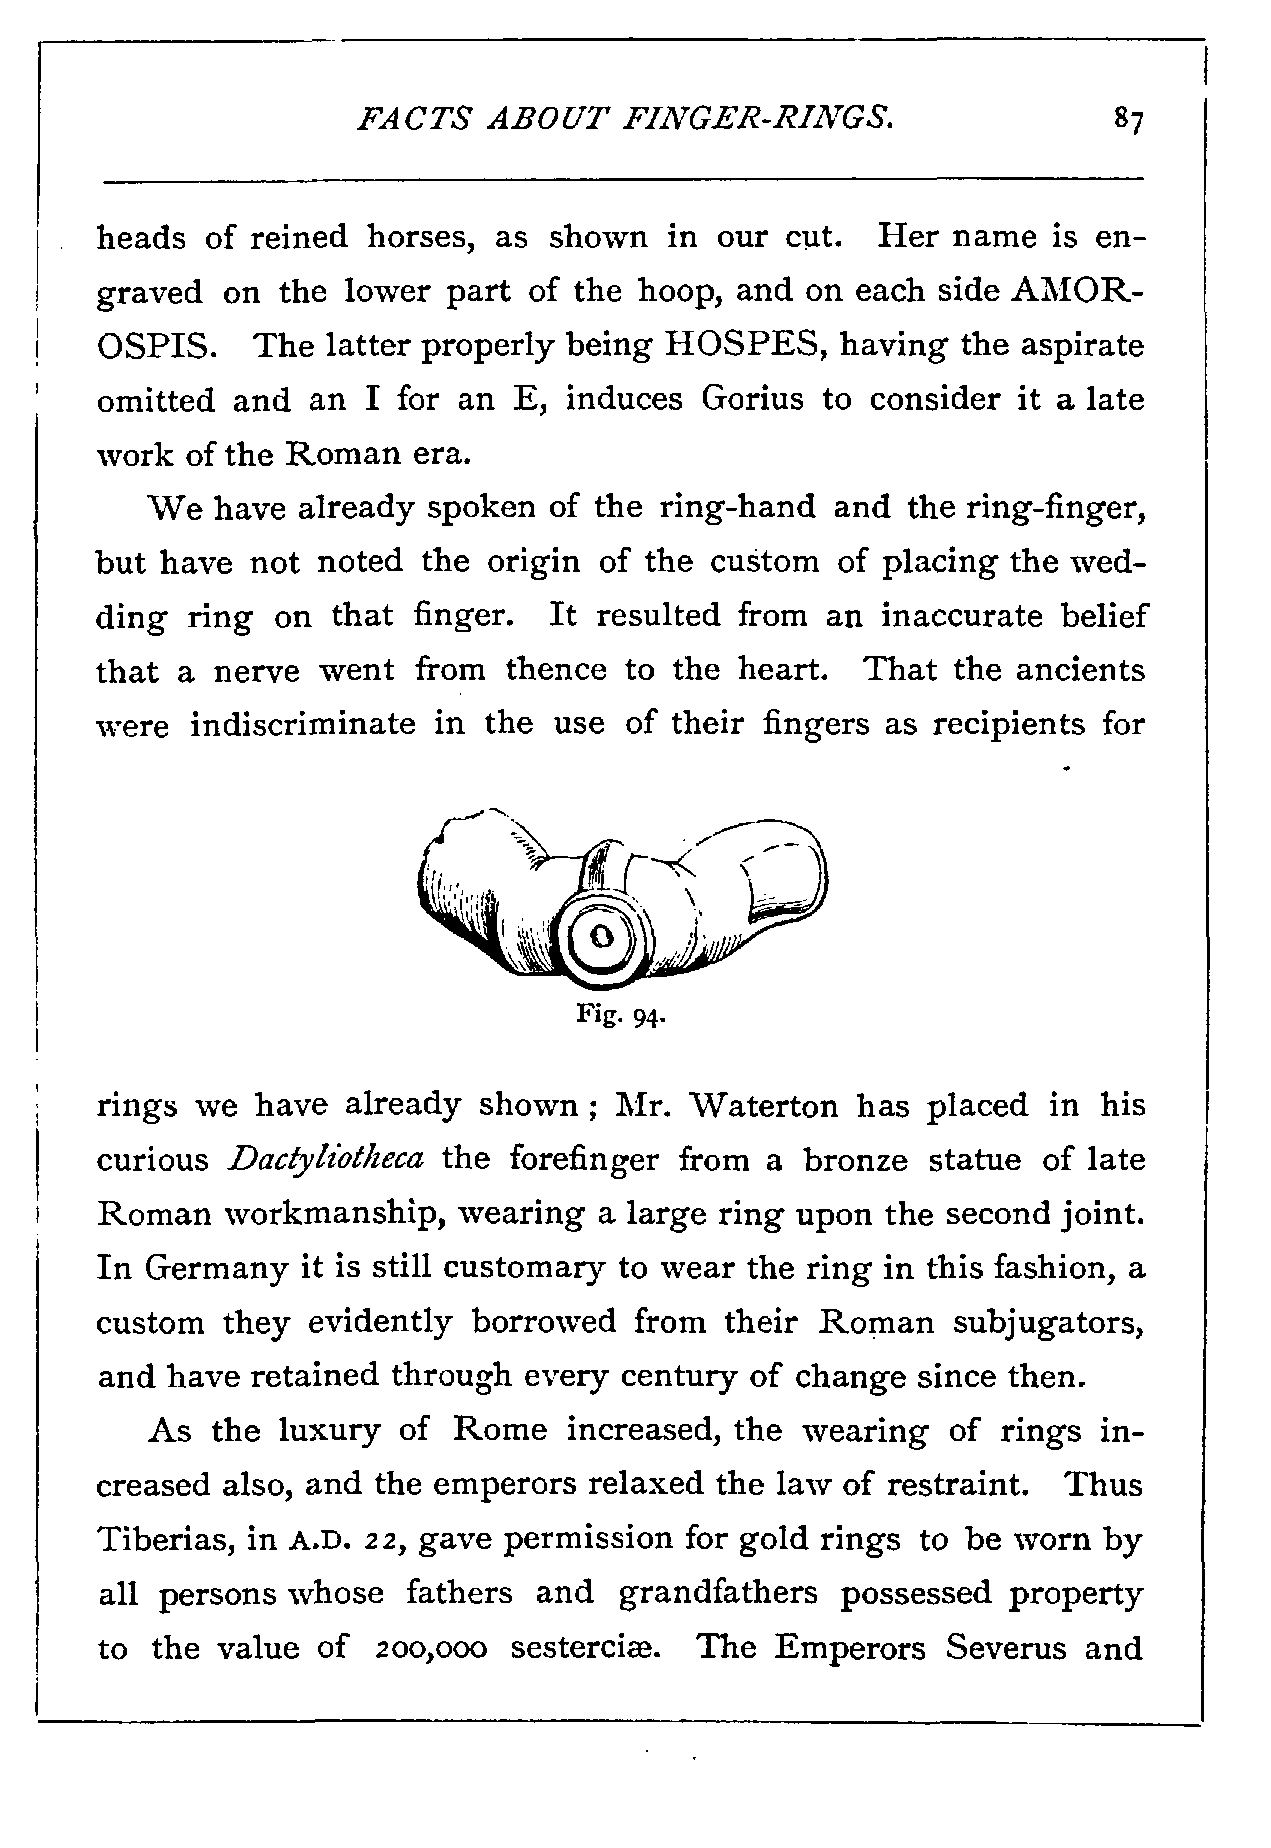 FACTS ABOUT FINGER-RINGS. 87
heads of reined horses, as shown in our cut. Her name is en-
graved on the lower part of the hoop, and on each side AMOR-
OSPIS. The latter properly being HOSPES, having the aspirate
omitted and an I for an E, induces Gorius to consider it a late
work of the Roman era.
We have already spoken of the ring-hand and the ring-finger,
but have not noted the origin of the custom of placing the wed-
ding ring on that finger. It resulted from an inaccurate belief
that a nerve went from thence to the heart. That the ancients
were indiscriminate in the use of their fingers as recipients for
Fig. 94.
rings we have already shown ; Mr. Waterton has placed in his
curious Dactyliotheca the forefinger from a bronze statue of late
Roman workmanship, wearing a large ring upon the second joint.
In Germany it is still customary to wear the ring in this fashion, a
custom they evidently borrowed from their Roman subjugators,
and have retained through every century of change since then.
As the luxury of Rome increased, the wearing of rings in-
creased also, and the emperors relaxed the law of restraint. Thus
Tiberias, in A.D. 22, gave permission for gold rings to be worn by
all persons whose fathers and grandfathers possessed property
to the value of 200,000 sesterciæ. The Emperors Severus and